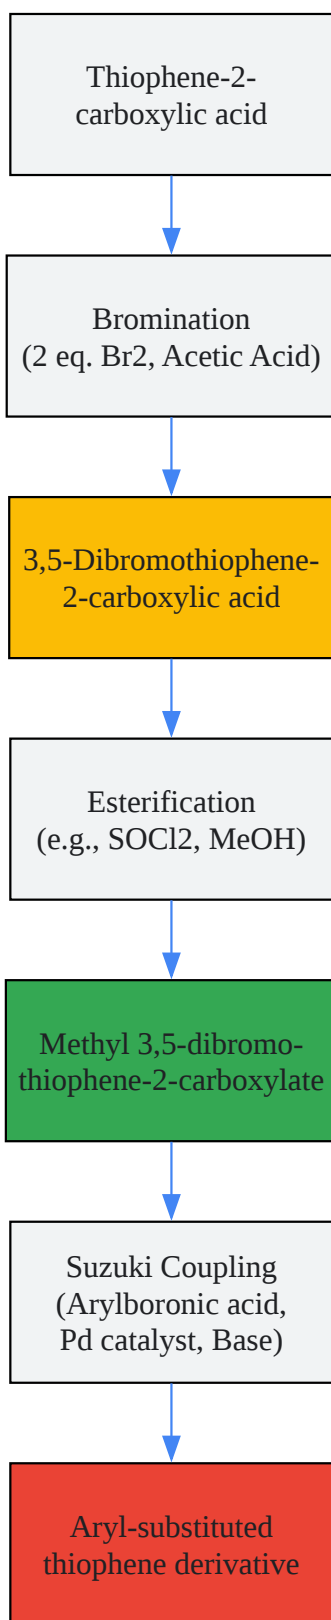 Thiophene-2-
carboxylic acid
Bromination
(2 eq. Br2, Acetic Acid)
3,5-Dibromothiophene-
2-carboxylic acid
Esterification
(e.g., SOCl2, MeOH)
Methyl 3,5-dibromo-
thiophene-2-carboxylate
Suzuki Coupling
(Arylboronic acid,
Pd catalyst, Base)
Aryl-substituted
thiophene derivative